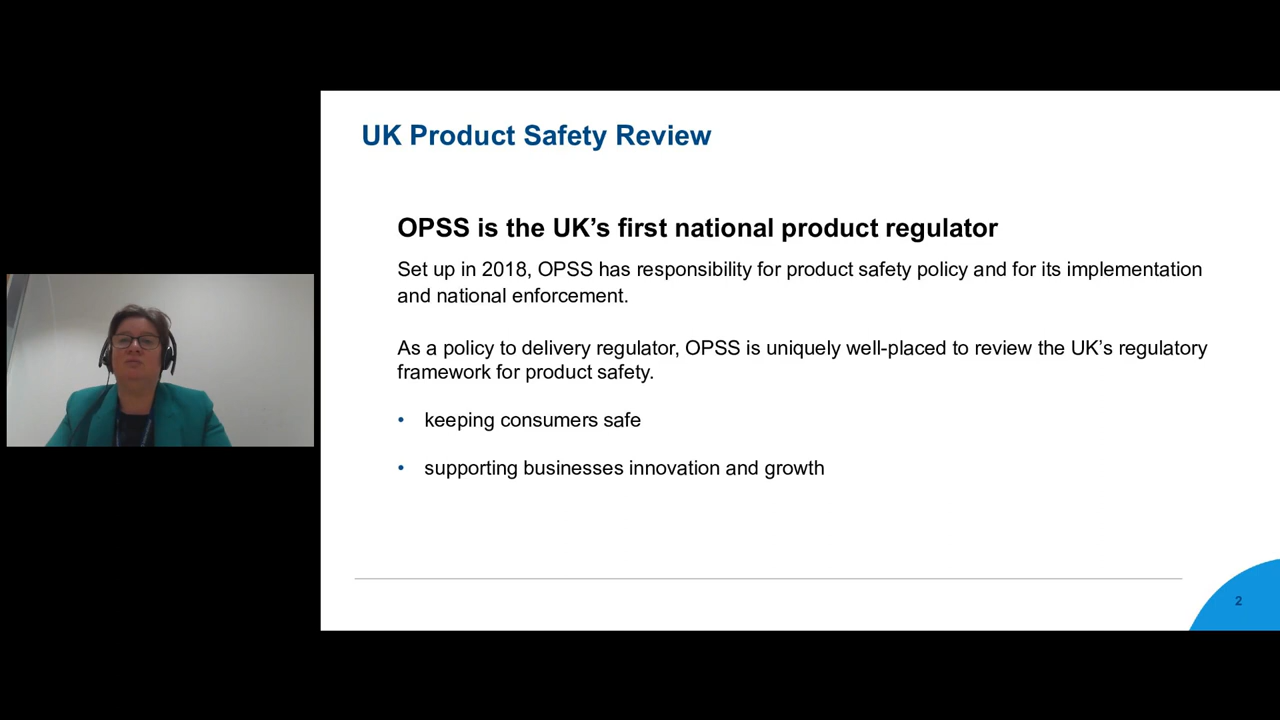 UK Product Safety Review
OPSS is the UK’s first national product regulator
Set up in 2018, OPSS has responsibility for product safety policy and for its implementation
and national enforcement.
As a policy to delivery regulator, OPSS is uniquely well-placed to review the UK’s regulatory
framework for product safety.
• keeping consumers safe
• supporting businesses innovation and growth
2